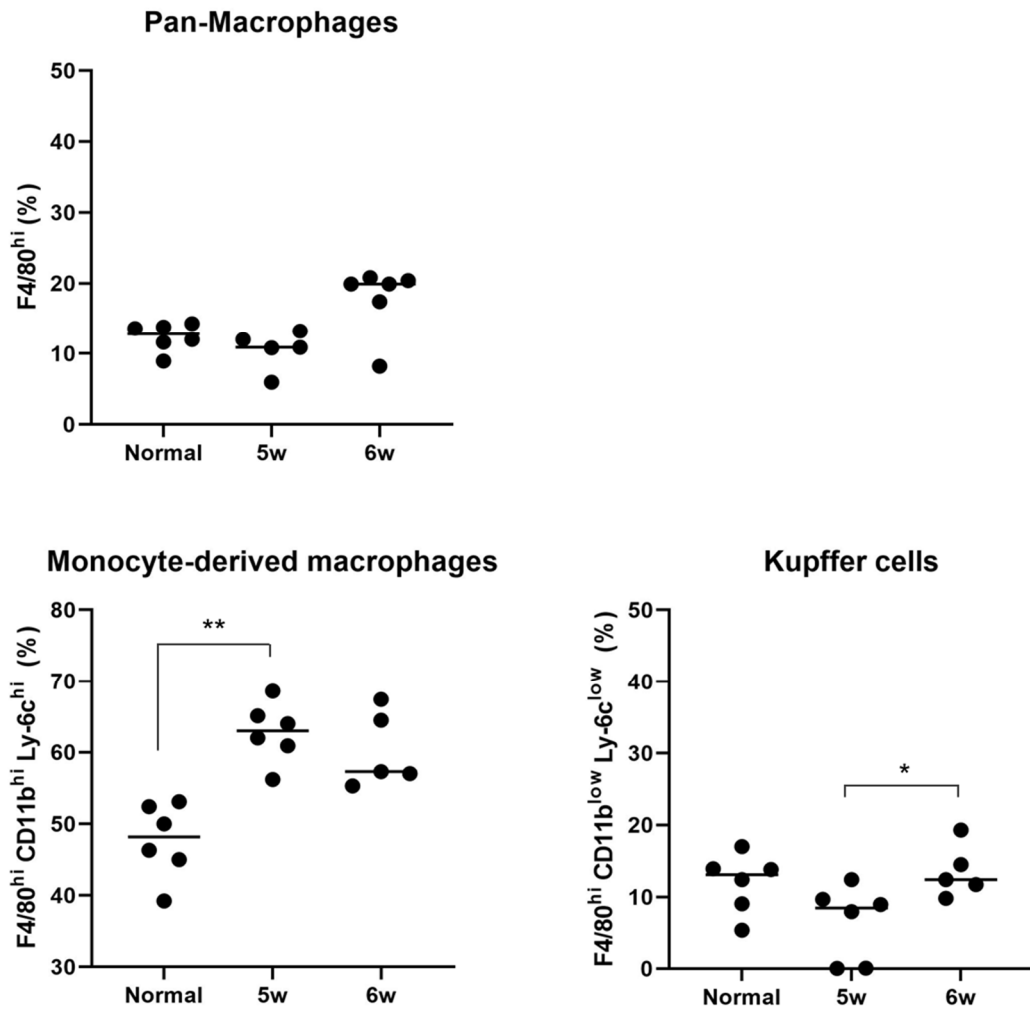 Pan-Macrophages
F4/80hi (%)
50
40
30
20
10
0
Normal 5w 6w
Monocyte-derived macrophages
F4/80hi CD11bhi Ly-6chi (%)
80
70
60
50
40
30
**
Normal 5w 6w
Kupffer cells
F4/80hi CD11blow Ly-6clow (%)
50
40
30
20
10
0
*
Normal 5w 6w